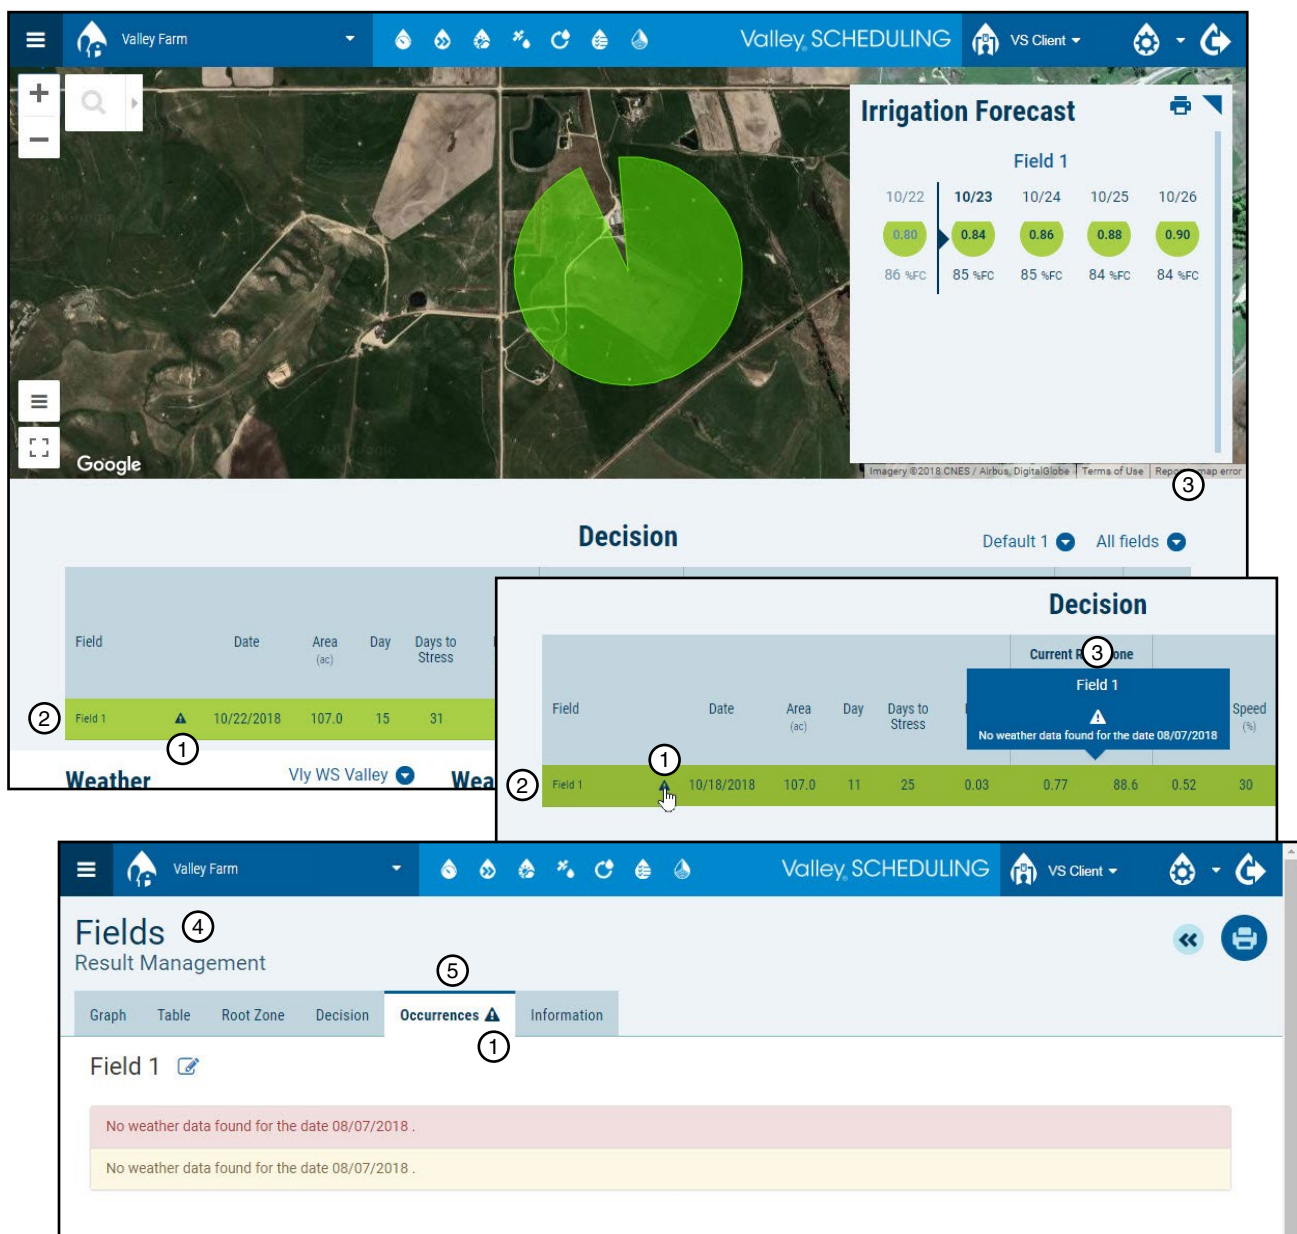 Valley Farm
Valley SCHEDULING
VS Client
Irrigation Forecast
Field 1
10/22 10/23 10/24 10/25 10/26
0.80 0.84 0.86 0.88 0.90
86 %FC 85 %FC 85 %FC 84 %FC 84 %FC
Google
Imagery ©2018 CNES / Airbus, DigitalGlobe Terms of Use map error
3
Decision
Default 1 All fields
Field Date Area (ac) Day Days to Stress
2 Field 1 10/22/2018 107.0 15 31
1
Weather Vly WS Valley
Decision
Current
3
Field 1
No weather data found for the date 08/07/2018
Field Date Area (ac) Day Days to Stress Speed (%)
1
2 Field 1 10/18/2018 107.0 11 25 0.03 0.77 88.6 0.52 30
Valley Farm
Valley SCHEDULING
VS Client
Fields 4
Result Management
5
Graph Table Root Zone Decision Occurrences Information
1
Field 1
No weather data found for the date 08/07/2018 .
No weather data found for the date 08/07/2018 .